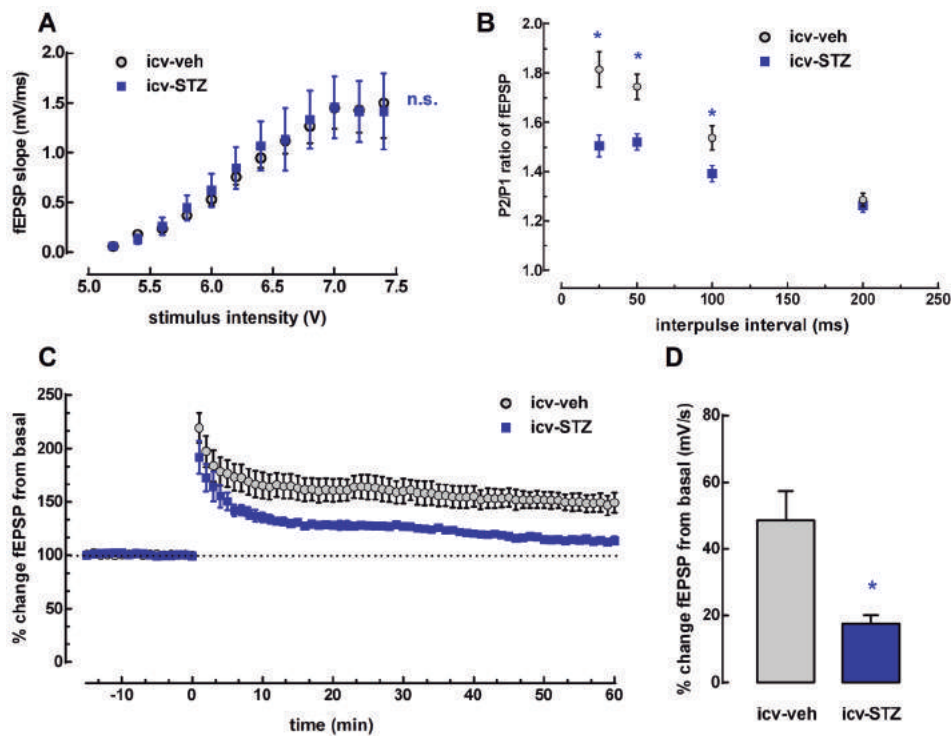 A
icv-veh
icv-STZ
n.s.
fEPSP slope (mV/ms)
2.0
1.5
1.0
0.5
0.0
5.0 5.5 6.0 6.5 7.0 7.5
stimulus intensity (V)
B
icv-veh
icv-STZ
* * *
P2/P1 ratio of fEPSP
2.0
1.8
1.6
1.4
1.2
1.0
0 50 100 150 200 250
interpulse interval (ms)
C
icv-veh
icv-STZ
% change fEPSP from basal
250
200
150
100
50
0
-10 0 10 20 30 40 50 60
time (min)
D
% change fEPSP from basal (mV/s)
80
60
40
20
0
*
icv-veh icv-STZ